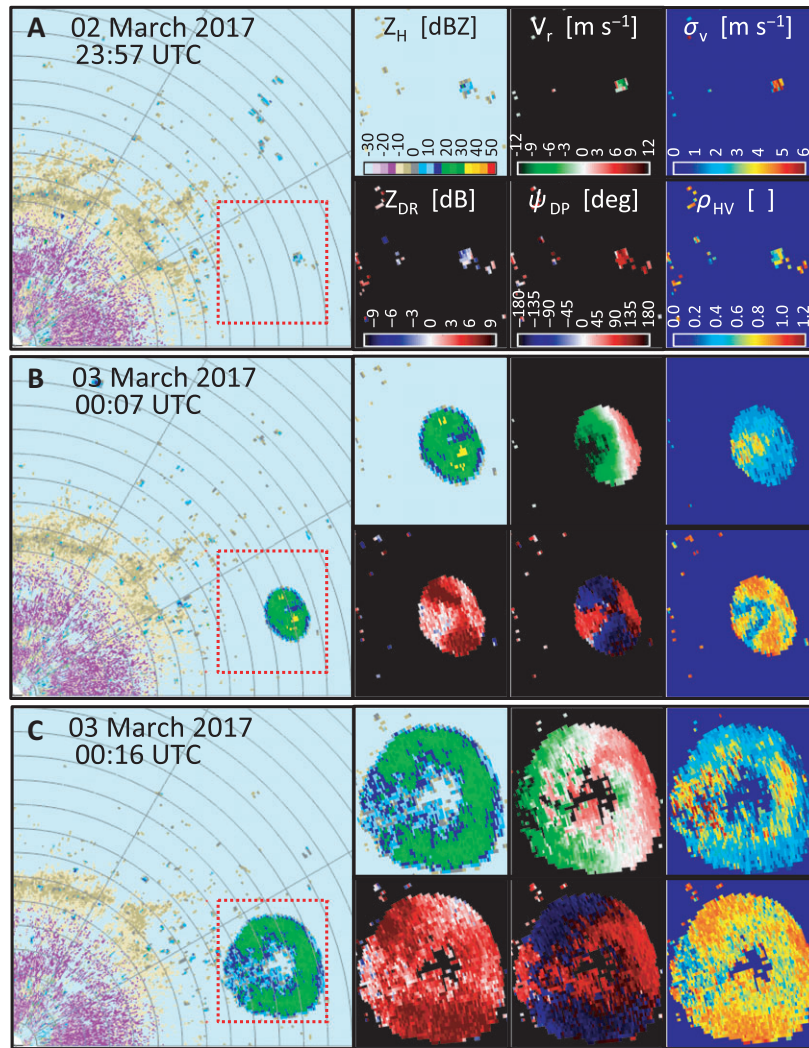 A 02 March 2017
23:57 UTC
Z_H [dBZ]
-30 -20 -10 0 10 20 30 40 50
V_r [m s⁻¹]
-12 -9 -6 -3 0 3 6 9 12
σ_v [m s⁻¹]
0 1 2 3 4 5 6
Z_DR [dB]
-9 -6 -3 0 3 6 9
ψ_DP [deg]
-180 -135 -90 -45 0 45 90 135 180
ρ_HV [ ]
0.0 0.2 0.4 0.6 0.8 1.0 1.2
B 03 March 2017
00:07 UTC
C 03 March 2017
00:16 UTC